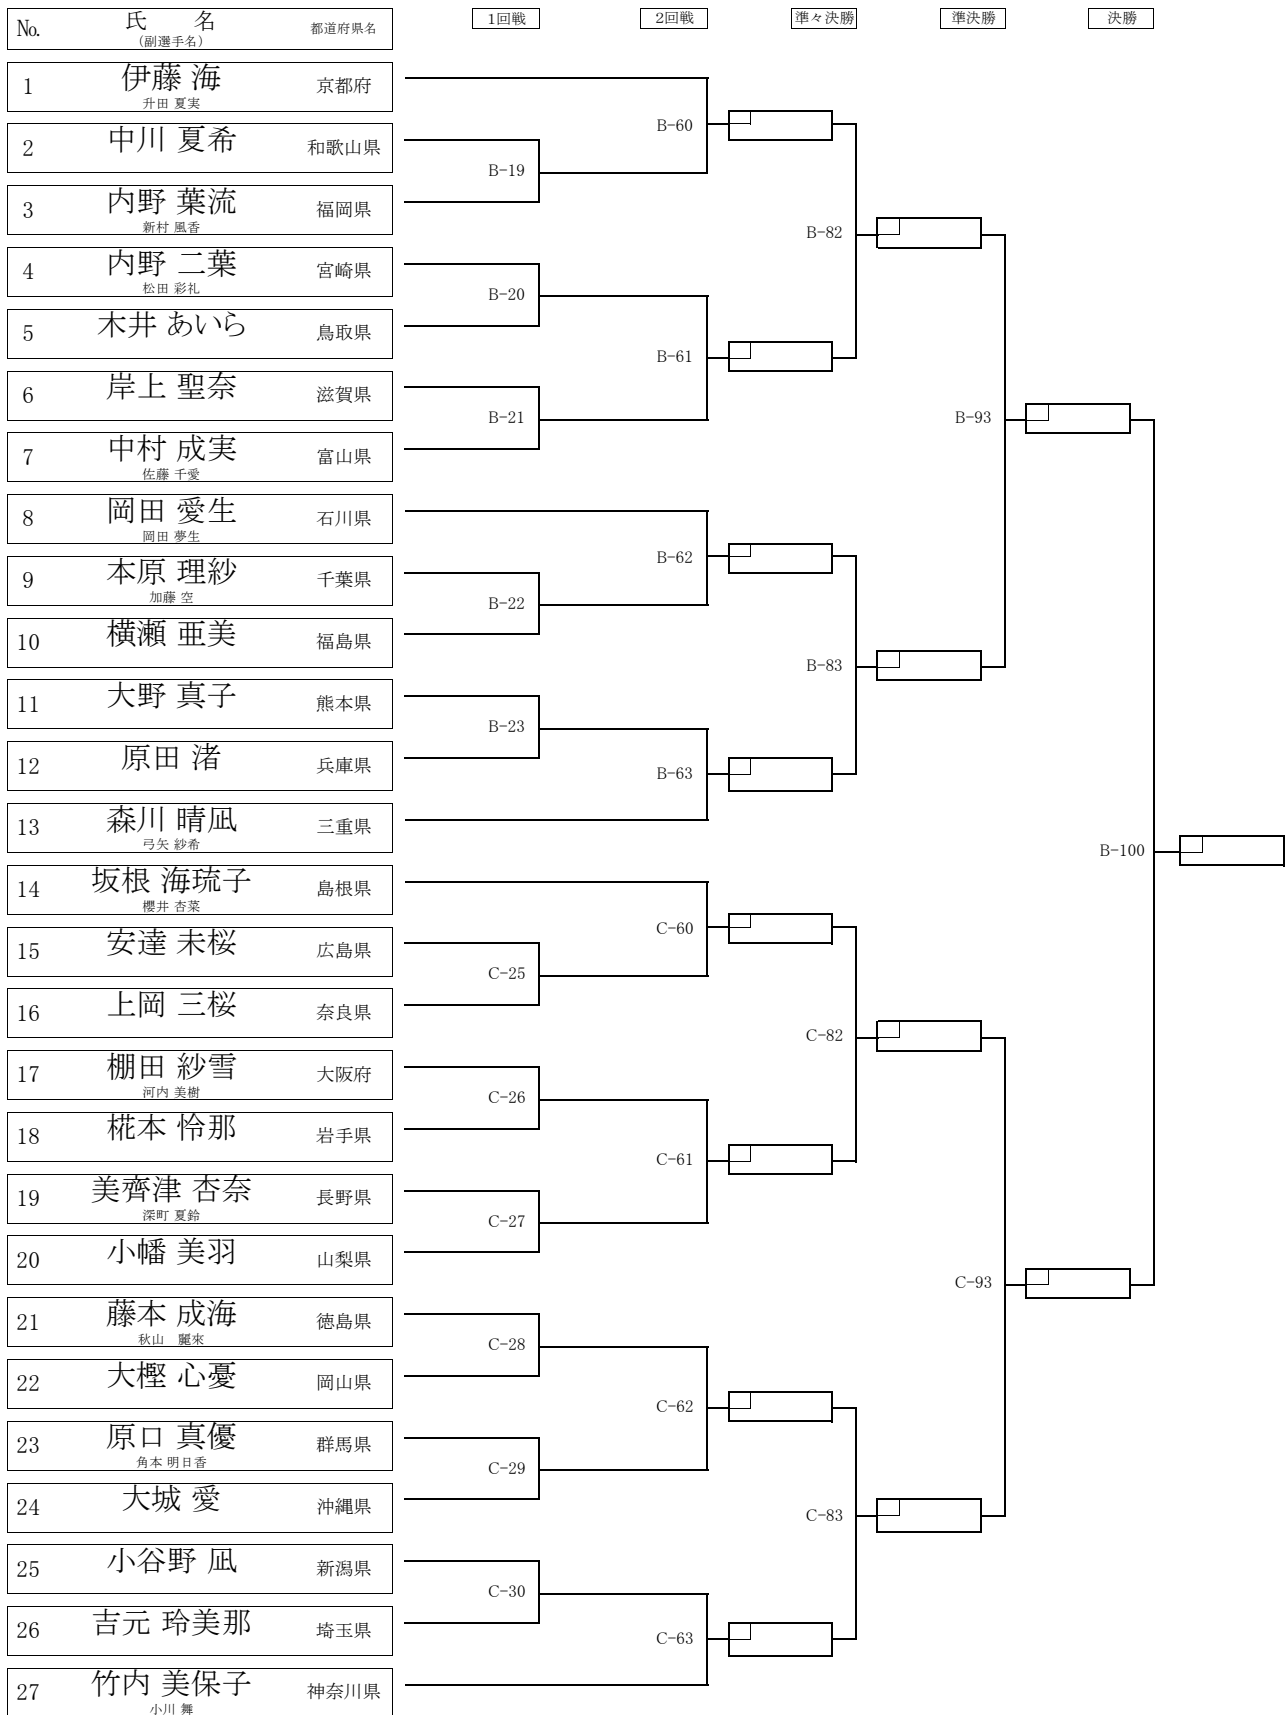 No. 氏 名 都道府県名 1回戦 2回戦 準々決勝 準決勝 決勝
(副選手名)
1 伊藤 海 京都府
升田 夏実
B-60
2 中川 夏希 和歌山県
B-19
3 内野 葉流 福岡県
新村 風香
B-82
4 内野 二葉 宮崎県
松田 彩礼
B-20
5 木井 あいら 鳥取県
B-61
6 岸上 聖奈 滋賀県
B-21
B-93
7 中村 成実 富山県
佐藤 千愛
8 岡田 愛生 石川県
岡田 夢生
B-62
9 本原 理紗 千葉県
加藤 空
B-22
10 横瀬 亜美 福島県
B-83
11 大野 真子 熊本県
B-23
12 原田 渚 兵庫県
B-63
13 森川 晴凪 三重県
弓矢 紗希
B-100
14 坂根 海琉子 島根県
櫻井 杏菜
C-60
15 安達 未桜 広島県
C-25
16 上岡 三桜 奈良県
C-82
17 棚田 紗雪 大阪府
河内 美樹
C-26
18 椛本 怜那 岩手県
C-61
19 美齊津 杏奈 長野県
深町 夏鈴
C-27
20 小幡 美羽 山梨県
C-93
21 藤本 成海 徳島県
秋山 麗來
C-28
22 大樫 心憂 岡山県
C-62
23 原口 真優 群馬県
角本 明日香
C-29
24 大城 愛 沖縄県
C-83
25 小谷野 凪 新潟県
C-30
26 吉元 玲美那 埼玉県
C-63
27 竹内 美保子 神奈川県
小川 舞